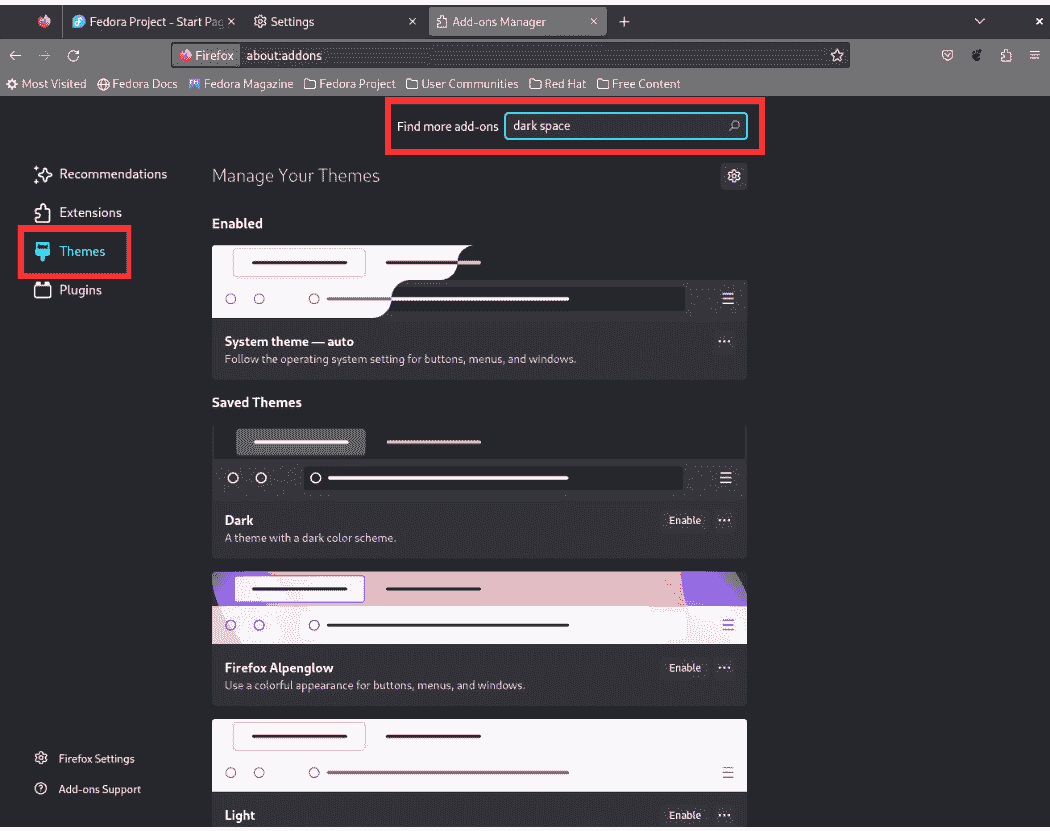 Fedora Project - Start Pag
Settings
Add-ons Manager
Firefox about:addons
Most Visited Fedora Docs Fedora Magazine Fedora Project User Communities Red Hat Free Content
Find more add-ons dark space
Recommendations
Extensions
Themes
Plugins
Manage Your Themes
Enabled
System theme — auto
Follow the operating system setting for buttons, menus, and windows.
Saved Themes
Dark Enable
A theme with a dark color scheme.
Firefox Alpenglow Enable
Use a colorful appearance for buttons, menus, and windows.
Light Enable
Firefox Settings
Add-ons Support